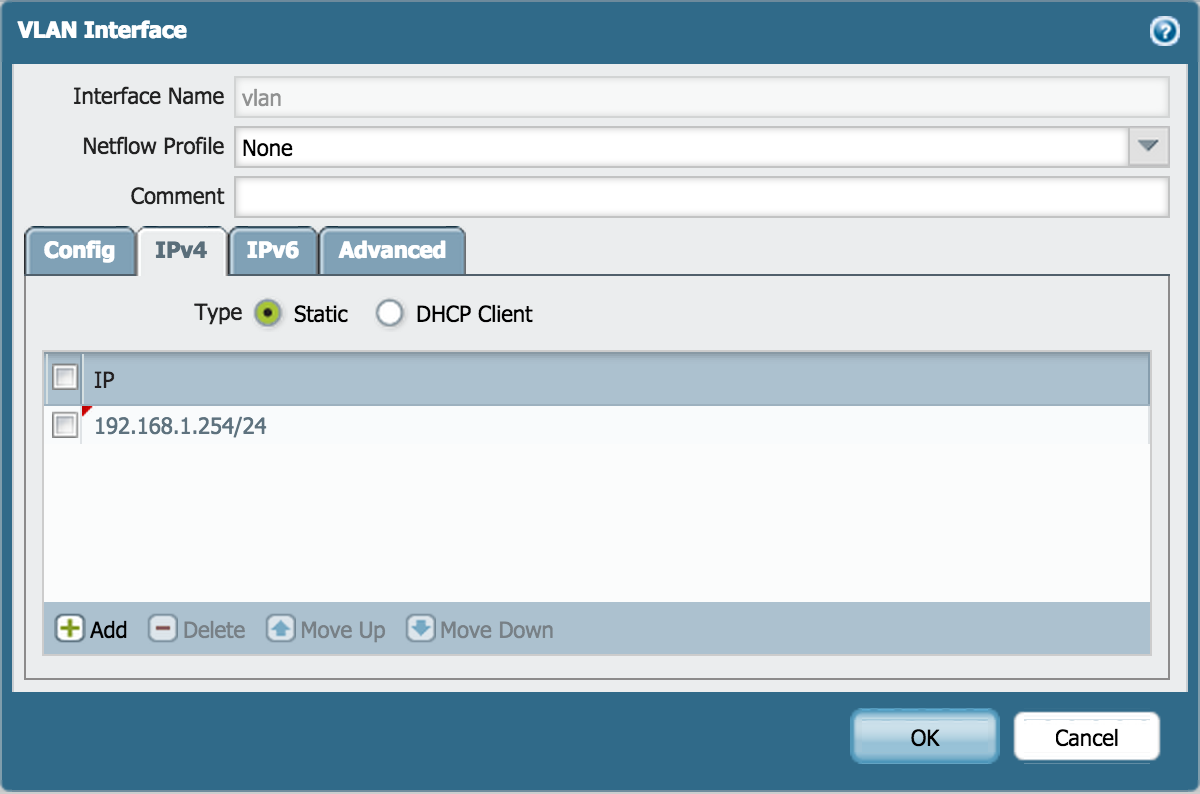 VLAN Interface
?
Interface Name vlan
Netflow Profile None
Comment
Config IPv4 IPv6 Advanced
Type Static DHCP Client
IP
192.168.1.254/24
Add Delete Move Up Move Down
OK Cancel